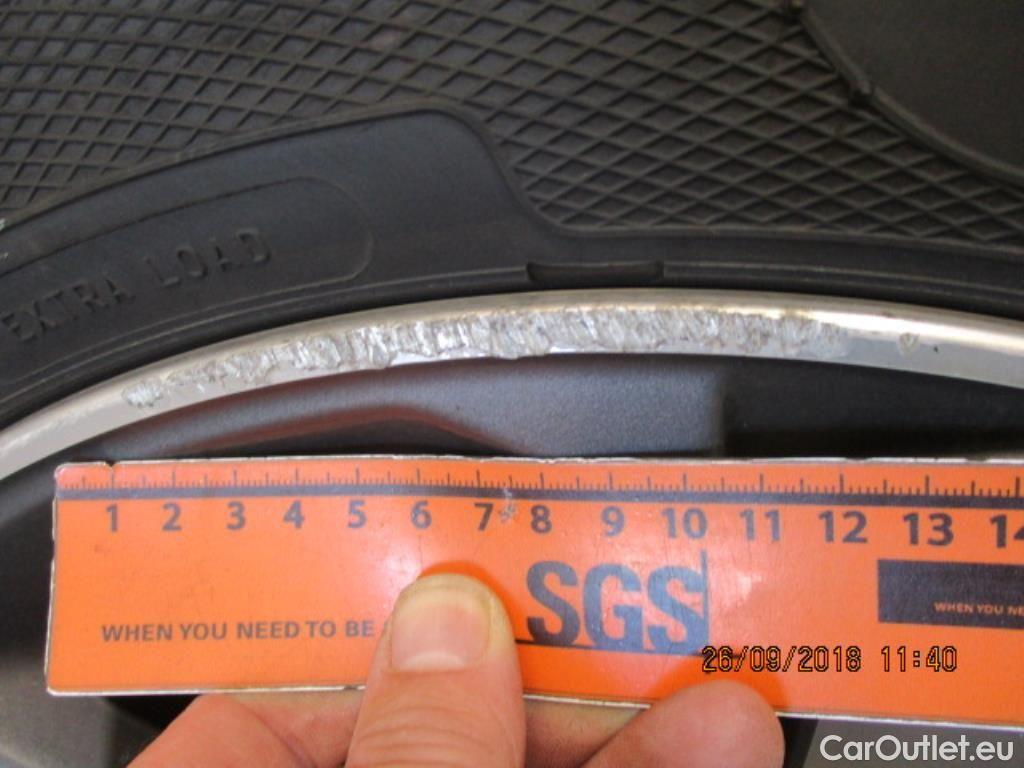 EXTRA LOAD
1 2 3 4 5 6 7 8 9 10 11 12 13 14
SGS
WHEN YOU NEED TO BE
WHEN YOU NE
26/09/2018 11:40
CarOutlet.eu